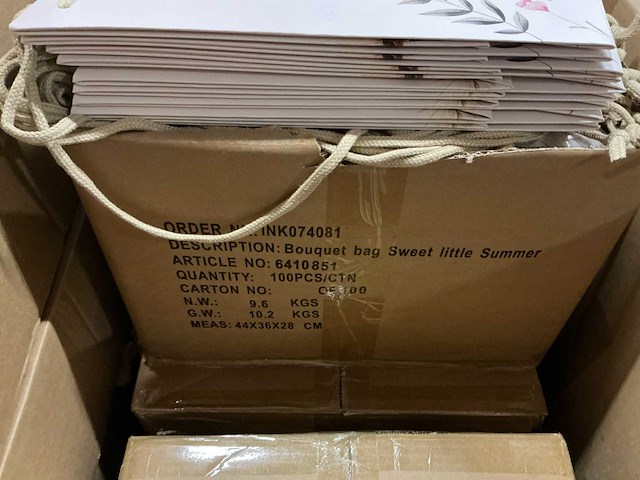 ORDER N INK074081
DESCRIPTION: Bouquet bag Sweet little Summer
ARTICLE NO: 6410851
QUANTITY: 100PCS/CTN
CARTON NO: OF
N.W.: 9.6 KGS
G.W.: 10.2 KGS
MEAS: 44X36X28 CM